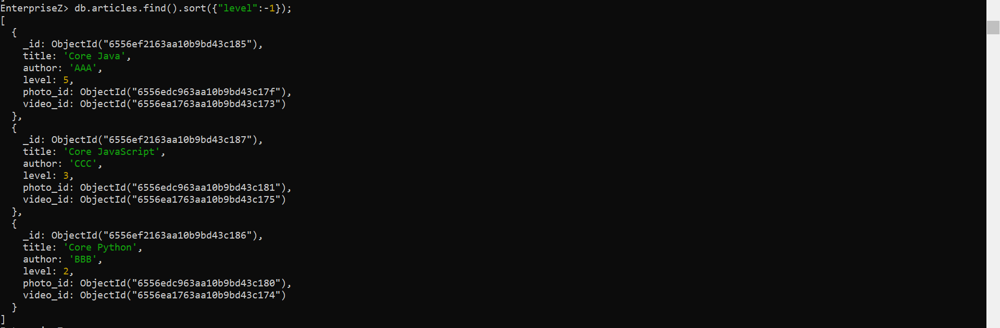 EnterpriseZ> db.articles.find().sort({"level":-1});
[
  {
    _id: ObjectId("6556ef2163aa10b9bd43c185"),
    title: 'Core Java',
    author: 'AAA',
    level: 5,
    photo_id: ObjectId("6556edc963aa10b9bd43c17f"),
    video_id: ObjectId("6556ea1763aa10b9bd43c173")
  },
  {
    _id: ObjectId("6556ef2163aa10b9bd43c187"),
    title: 'Core JavaScript',
    author: 'CCC',
    level: 3,
    photo_id: ObjectId("6556edc963aa10b9bd43c181"),
    video_id: ObjectId("6556ea1763aa10b9bd43c175")
  },
  {
    _id: ObjectId("6556ef2163aa10b9bd43c186"),
    title: 'Core Python',
    author: 'BBB',
    level: 2,
    photo_id: ObjectId("6556edc963aa10b9bd43c180"),
    video_id: ObjectId("6556ea1763aa10b9bd43c174")
  }
]